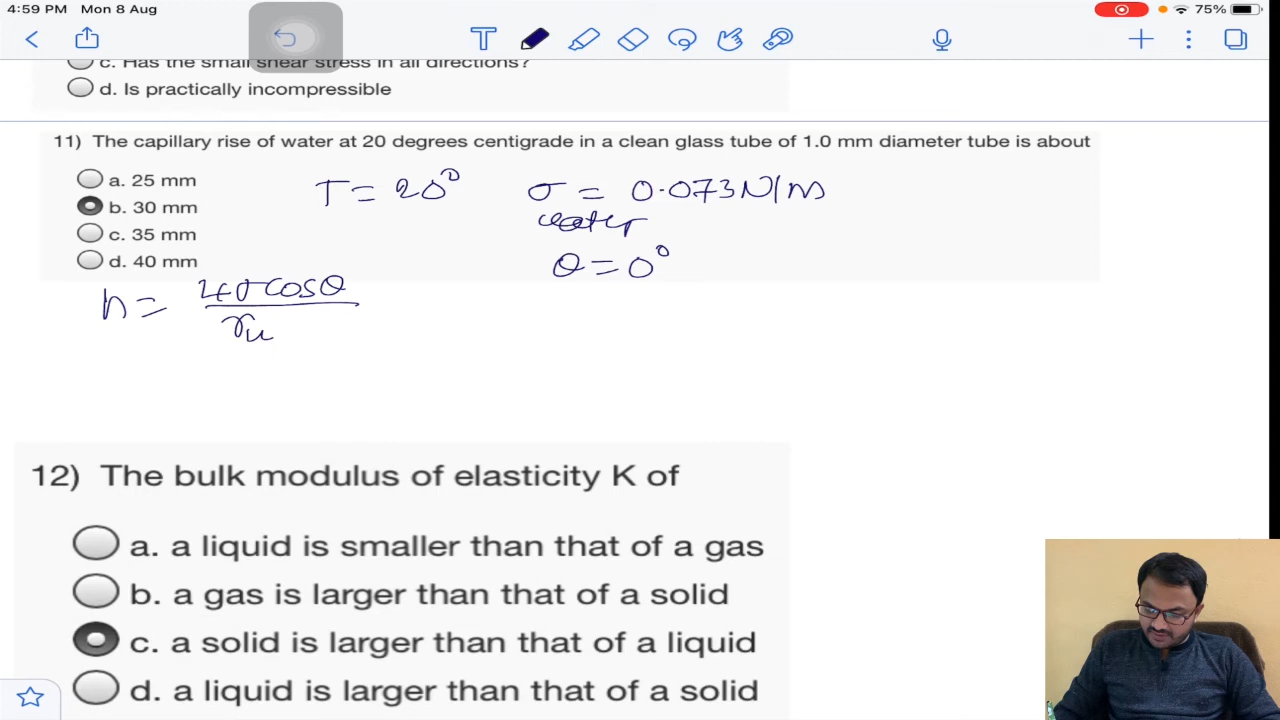 4:59 PM Mon 8 Aug
75%
T
c. Has the small shear stress in all directions?
d. Is practically incompressible
11) The capillary rise of water at 20 degrees centigrade in a clean glass tube of 1.0 mm diameter tube is about
a. 25 mm
b. 30 mm
c. 35 mm
d. 40 mm
T = 20°
σ = 0.073 N/m
water
θ = 0°
h = 4σ cosθ
γw
12) The bulk modulus of elasticity K of
a. a liquid is smaller than that of a gas
b. a gas is larger than that of a solid
c. a solid is larger than that of a liquid
d. a liquid is larger than that of a solid